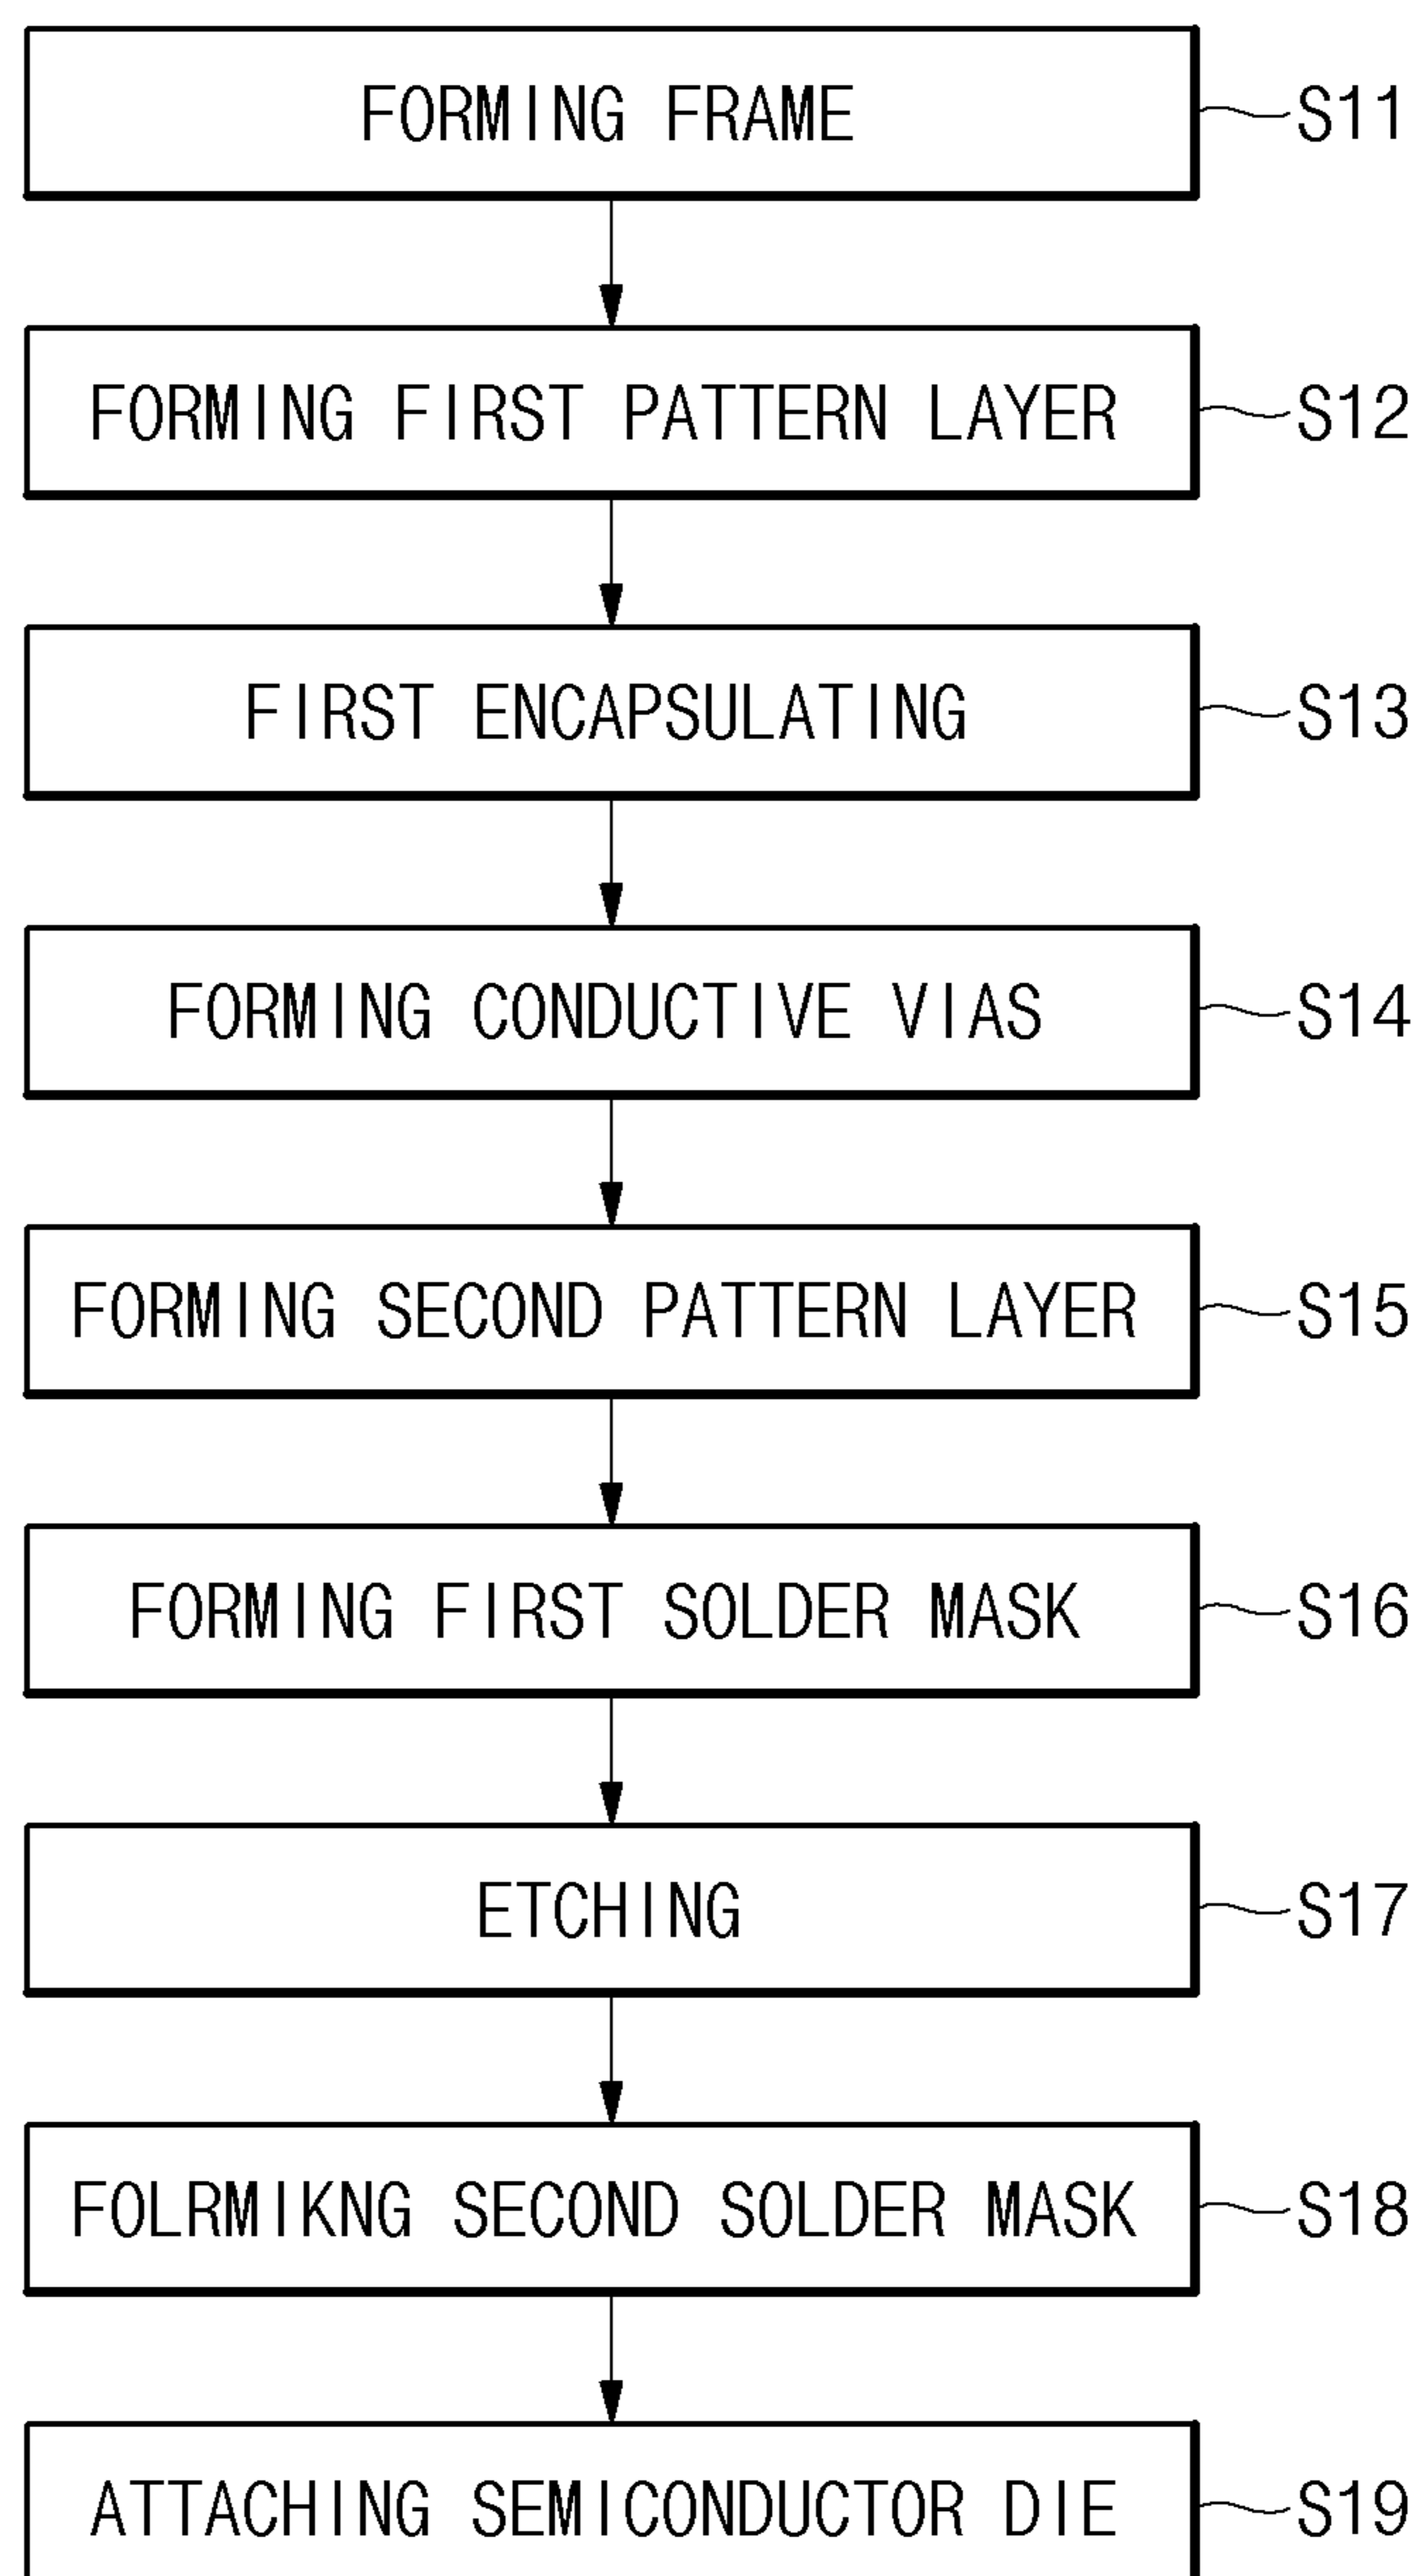 FORMING FRAME S11
FORMING FIRST PATTERN LAYER S12
FIRST ENCAPSULATING S13
FORMING CONDUCTIVE VIAS S14
FORMING SECOND PATTERN LAYER S15
FORMING FIRST SOLDER MASK S16
ETCHING S17
FOLRMIKNG SECOND SOLDER MASK S18
ATTACHING SEMICONDUCTOR DIE S19